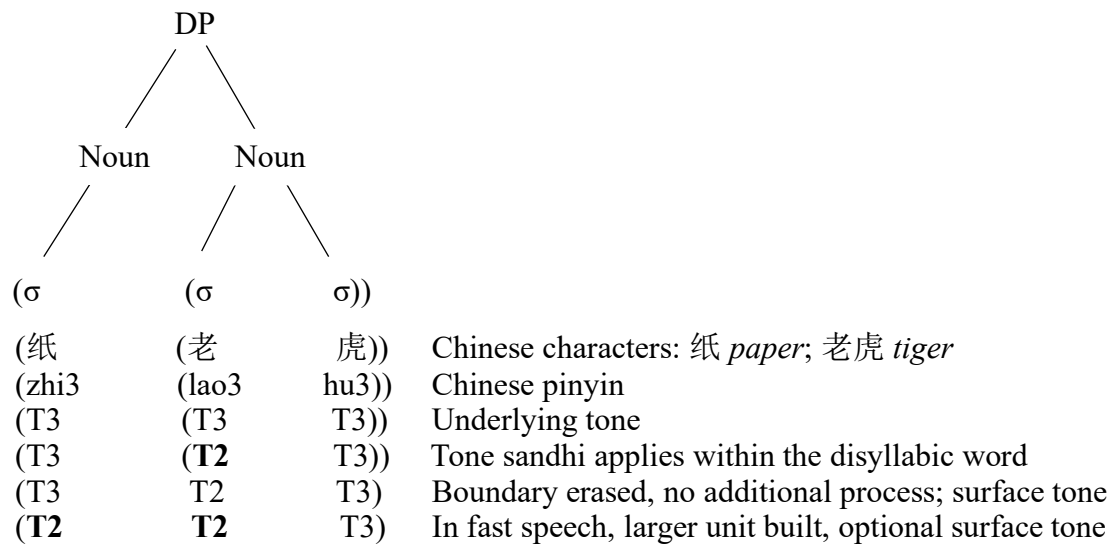 DP
Noun Noun
(σ (σ σ))
(纸 (老 虎)) Chinese characters: 纸 paper; 老虎 tiger
(zhi3 (lao3 hu3)) Chinese pinyin
(T3 (T3 T3)) Underlying tone
(T3 (T2 T3)) Tone sandhi applies within the disyllabic word
(T3 T2 T3) Boundary erased, no additional process; surface tone
(T2 T2 T3) In fast speech, larger unit built, optional surface tone